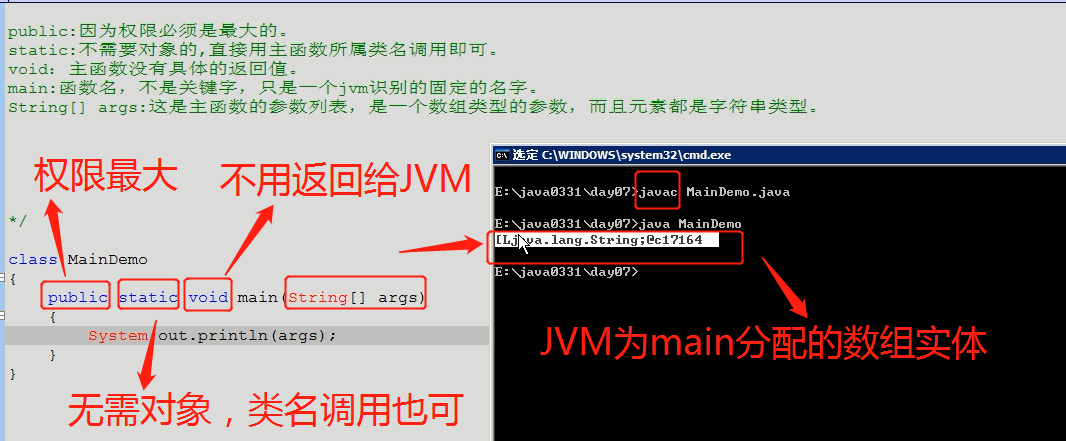 public:因为权限必须是最大的。
static:不需要对象的,直接用主函数所属类名调用即可。
void: 主函数没有具体的返回值。
main:函数名, 不是关键字, 只是一个jvm识别的固定的名字。
String[] args:这是主函数的参数列表, 是一个数组类型的参数, 而且元素都是字符串类型。
权限最大
不用返回给JVM
*/
class MainDemo
{
public static void main(String[] args)
{
System.out.println(args);
}
}
无需对象，类名调用也可
选定 C:\WINDOWS\system32\cmd.exe
E:\java0331\day07>javac MainDemo.java
E:\java0331\day07>java MainDemo
[Ljava.lang.String;@c17164
E:\java0331\day07>
JVM为main分配的数组实体